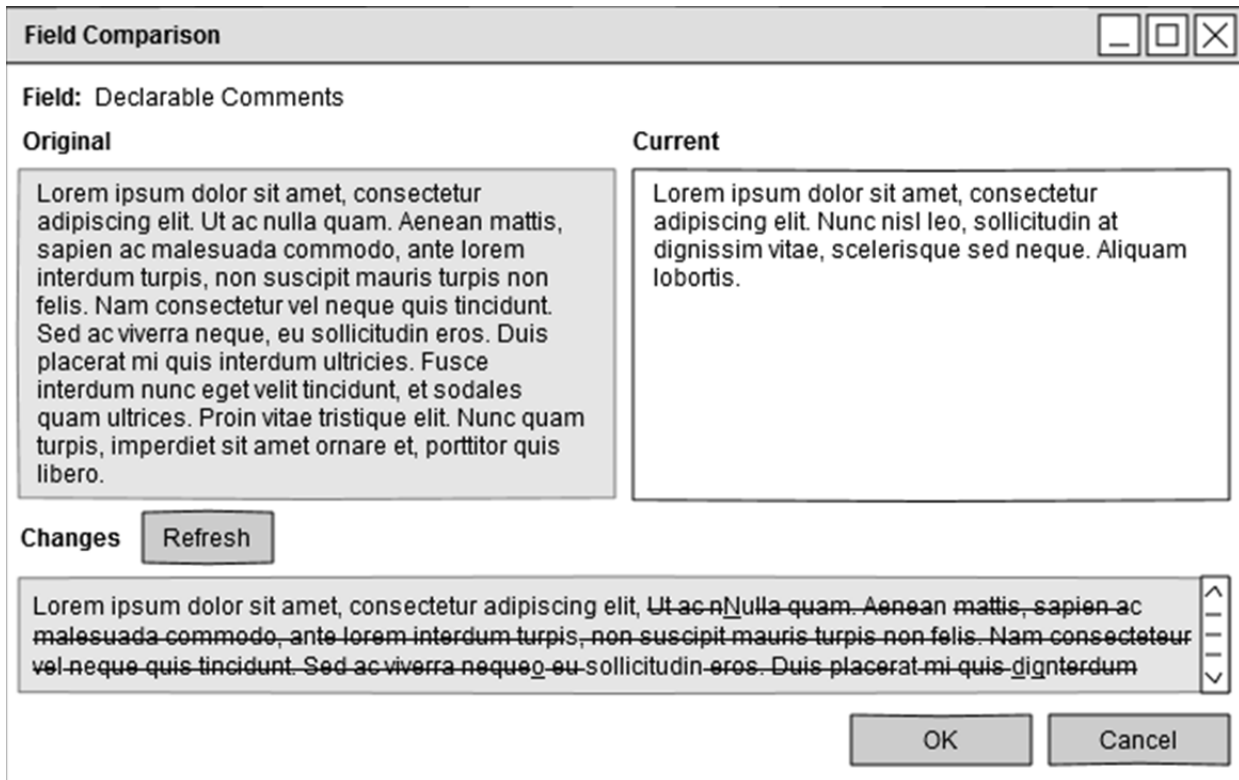 Field Comparison
Field: Declarable Comments
Original
Lorem ipsum dolor sit amet, consectetur
adipiscing elit. Ut ac nulla quam. Aenean mattis,
sapien ac malesuada commodo, ante lorem
interdum turpis, non suscipit mauris turpis non
felis. Nam consectetur vel neque quis tincidunt.
Sed ac viverra neque, eu sollicitudin eros. Duis
placerat mi quis interdum ultricies. Fusce
interdum nunc eget velit tincidunt, et sodales
quam ultrices. Proin vitae tristique elit. Nunc quam
turpis, imperdiet sit amet ornare et, porttitor quis
libero.
Current
Lorem ipsum dolor sit amet, consectetur
adipiscing elit. Nunc nisl leo, sollicitudin at
dignissim vitae, scelerisque sed neque. Aliquam
lobortis.
Changes
Refresh
Lorem ipsum dolor sit amet, consectetur adipiscing elit, Ut ac nNulla quam. Aenean mattis, sapien ac
malesuada commodo, ante lorem interdum turpis, non suscipit mauris turpis non felis. Nam consecteteur
vel neque quis tincidunt. Sed ac viverra nequeo eu sollicitudin eros. Duis placerat mi quis dignterdum
OK
Cancel